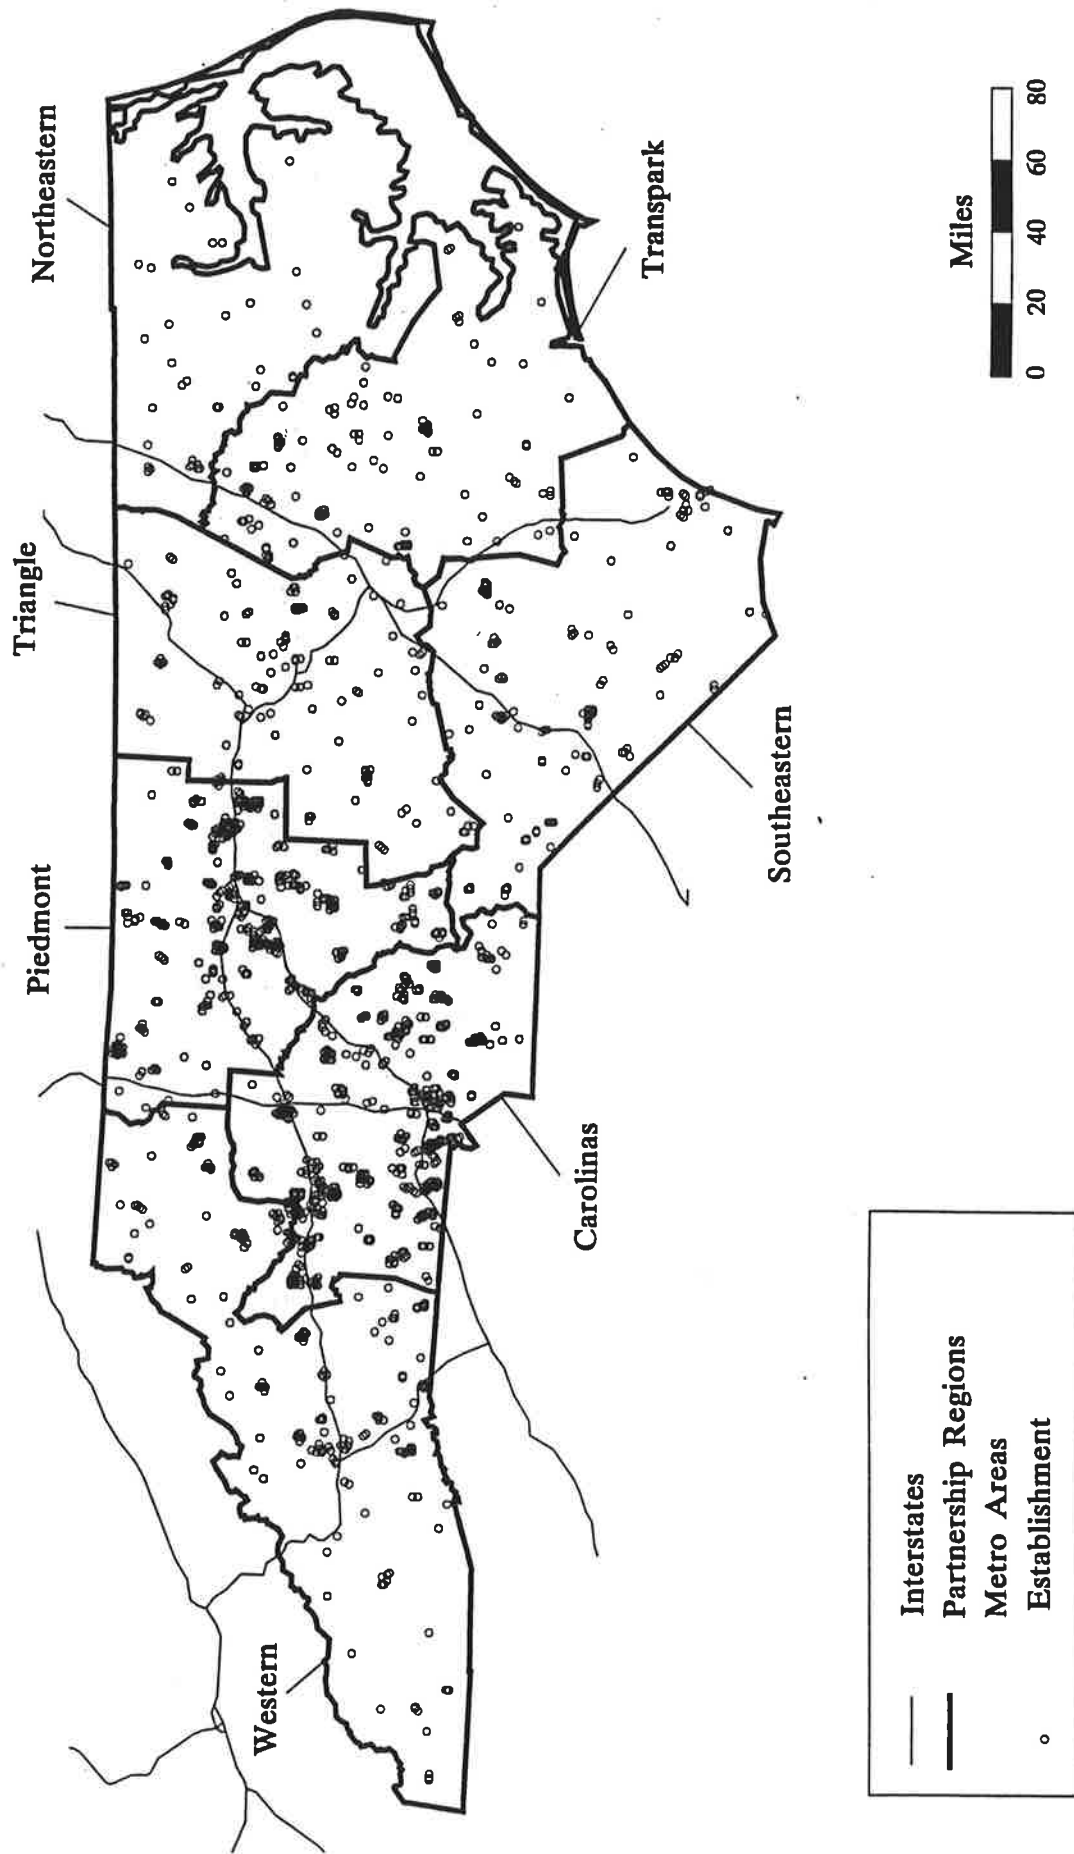 Western
Piedmont
Triangle
Northeastern
Carolinas
Southeastern
Transpark
Interstates
Partnership Regions
Metro Areas
Establishment
Miles
0 20 40 60 80